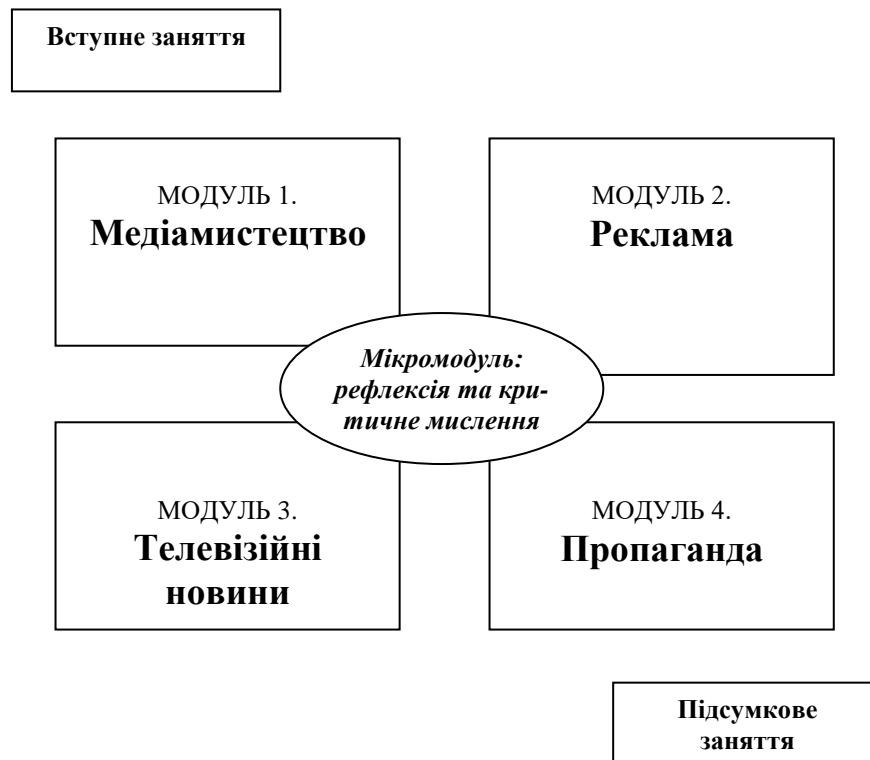 Вступне заняття
МОДУЛЬ 1.
Медіамистецтво
МОДУЛЬ 2.
Реклама
Мікромодуль:
рефлексія та кри-
тичне мислення
МОДУЛЬ 3.
Телевізійні
новини
МОДУЛЬ 4.
Пропаганда
Підсумкове
заняття